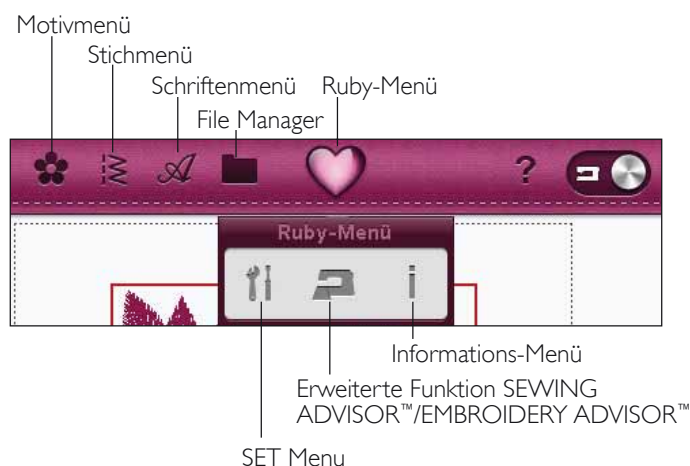 Motivmenü
Stichmenü
Schriftenmenü
Ruby-Menü
File Manager
?
Ruby-Menü
Informations-Menü
Erweiterte Funktion SEWING
ADVISOR™/EMBROIDERY ADVISOR™
SET Menu